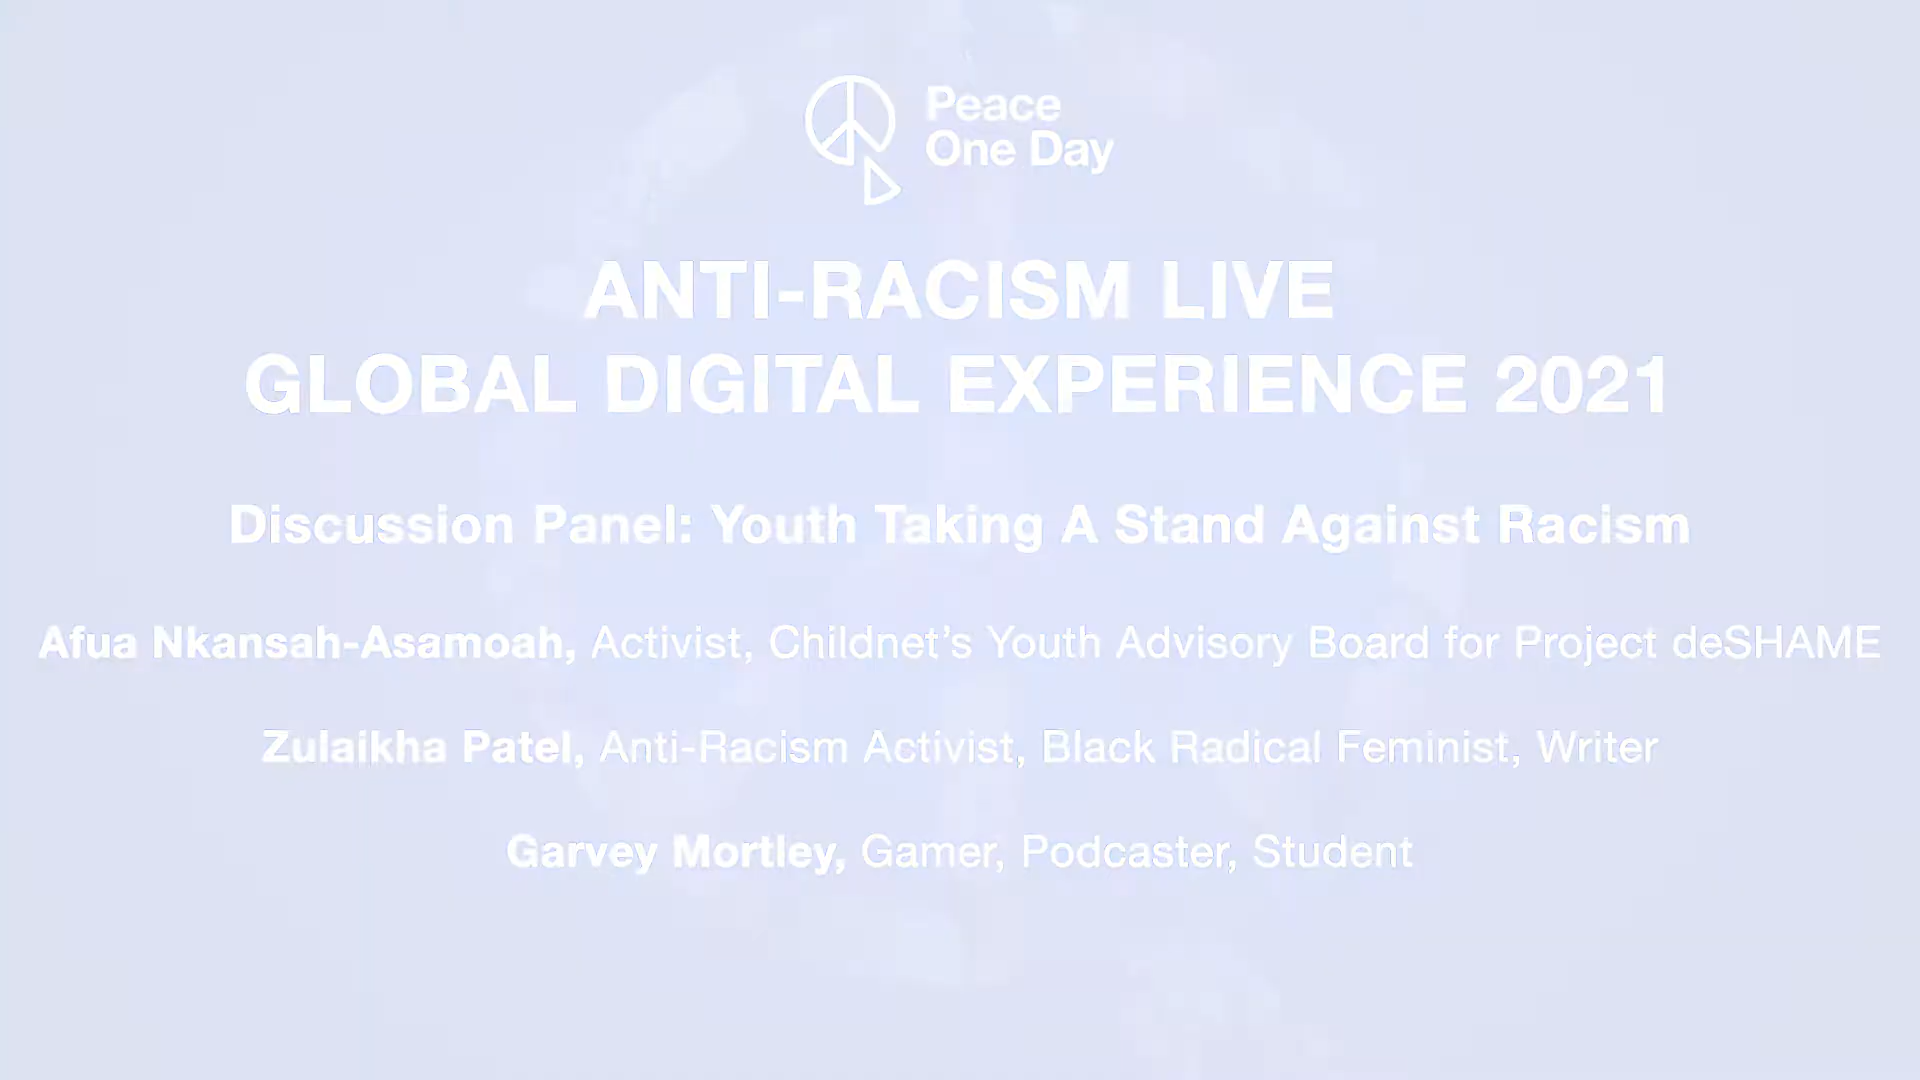 Peace
One Day
ANTI-RACISM LIVE
GLOBAL DIGITAL EXPERIENCE 2021
Discussion Panel: Youth Taking A Stand Against Racism
Afua Nkansah-Asamoah, Activist, Childnet’s Youth Advisory Board for Project deSHAME
Zulaikha Patel, Anti-Racism Activist, Black Radical Feminist, Writer
Garvey Mortley, Gamer, Podcaster, Student